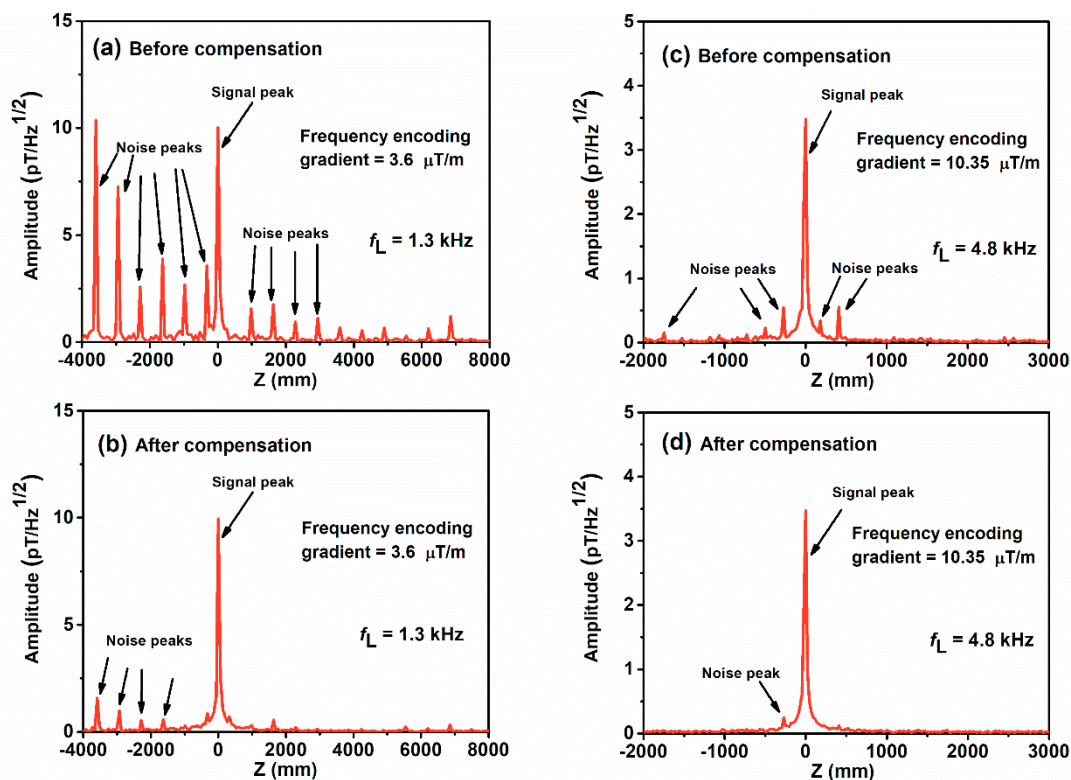 (a) Before compensation
Signal peak
Noise peaks
Frequency encoding
gradient = 3.6 μT/m
Noise peaks
fL = 1.3 kHz
Amplitude (pT/Hz1/2)
15
10
5
0
-4000 -2000 0 2000 4000 6000 8000
Z (mm)
(c) Before compensation
Signal peak
Frequency encoding
gradient = 10.35 μT/m
fL = 4.8 kHz
Noise peaks
Noise peaks
Amplitude (pT/Hz1/2)
5
4
3
2
1
0
-2000 -1000 0 1000 2000 3000
Z (mm)
(b) After compensation
Signal peak
Frequency encoding
gradient = 3.6 μT/m
fL = 1.3 kHz
Noise peaks
Amplitude (pT/Hz1/2)
15
10
5
0
-4000 -2000 0 2000 4000 6000 8000
Z (mm)
(d) After compensation
Signal peak
Frequency encoding
gradient = 10.35 μT/m
fL = 4.8 kHz
Noise peak
Amplitude (pT/Hz1/2)
5
4
3
2
1
0
-2000 -1000 0 1000 2000 3000
Z (mm)